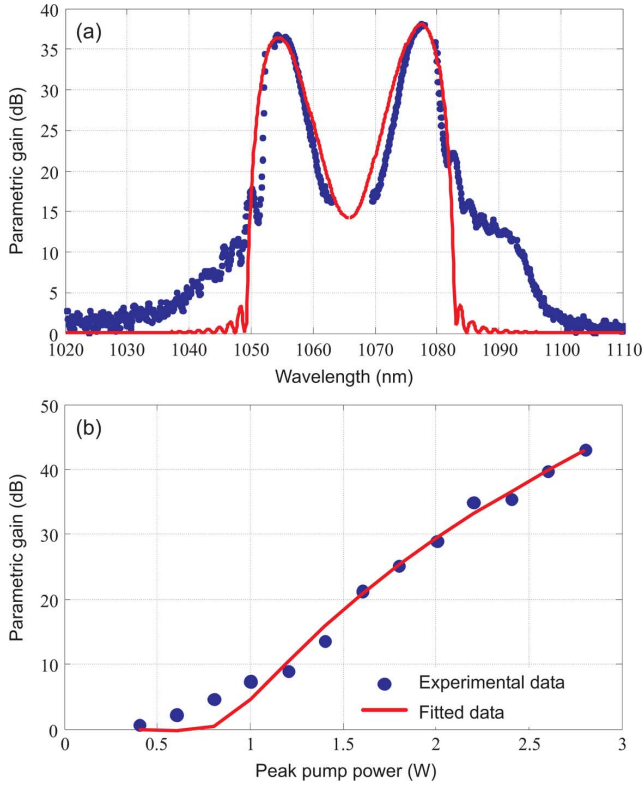 (a)
40
35
30
25
20
15
10
5
0
Parametric gain (dB)
1020 1030 1040 1050 1060 1070 1080 1090 1100 1110
Wavelength (nm)
(b)
50
40
30
20
10
0
Parametric gain (dB)
Experimental data
Fitted data
0 0.5 1 1.5 2 2.5 3
Peak pump power (W)